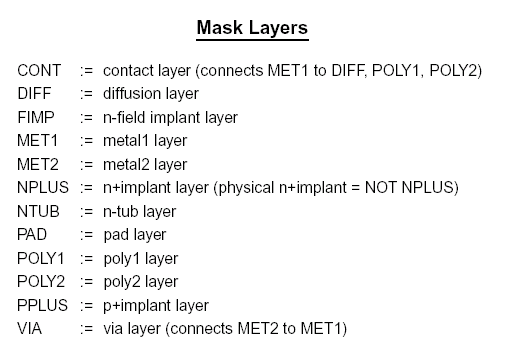 Mask Layers
CONT := contact layer (connects MET1 to DIFF, POLY1, POLY2)
DIFF := diffusion layer
FIMP := n-field implant layer
MET1 := metal1 layer
MET2 := metal2 layer
NPLUS := n+implant layer (physical n+implant = NOT NPLUS)
NTUB := n-tub layer
PAD := pad layer
POLY1 := poly1 layer
POLY2 := poly2 layer
PPLUS := p+implant layer
VIA := via layer (connects MET2 to MET1)